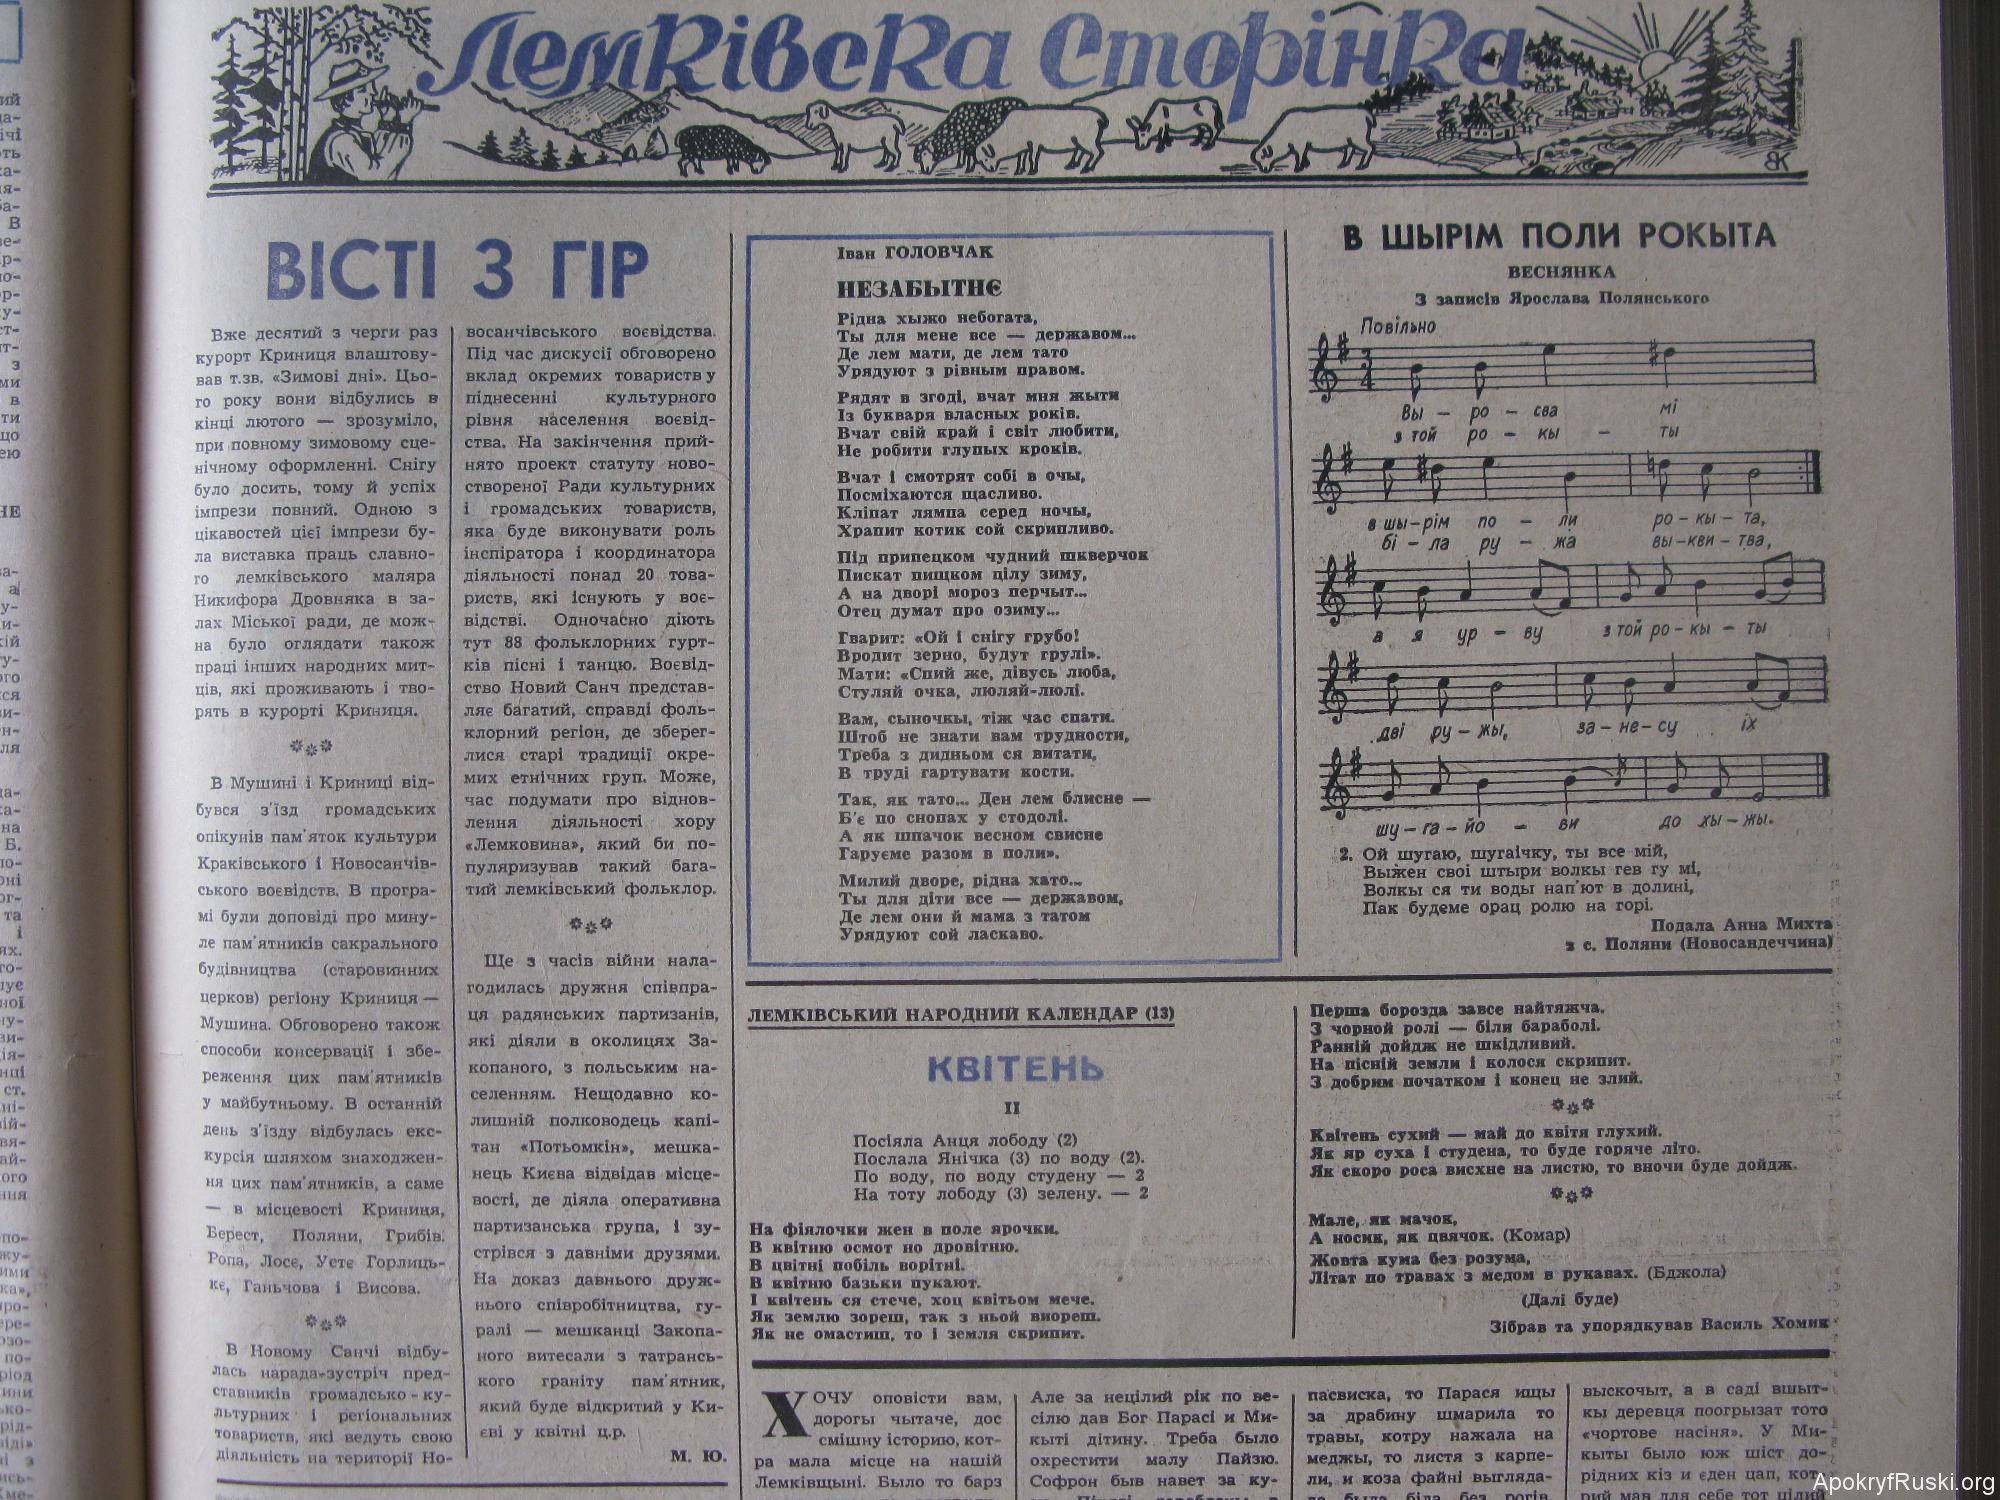 Лемківска Сторінка
ВК
ВІСТІ З ГІР
Вже десятий з черги раз
курорт Криниця влаштову-
вав т.зв. «Зимові дні». Цьо-
го року вони відбулись в
кінці лютого — зрозуміло,
при повному зимовому сце-
нічному оформленні. Снігу
було досить, тому й успіх
імпрези повний. Одною з
цікавостей цієї імпрези бу-
ла виставка праць славно-
го лемківського маляра
Никифора Дровняка в за-
лах Міської ради, де мож-
на було оглядати також
праці інших народних мит-
ців, які проживають і тво-
рять в курорті Криниця.
В Мушині і Криниці від-
бувся з'їзд громадських
опікунів пам'яток культури
Краківського і Новосанчів-
ського воєвідств. В програ-
мі були доповіді про мину-
ле пам'ятників сакрального
будівництва (старовинних
церков) регіону Криниця —
Мушина. Обговорено також
способи консервації і збе-
реження цих пам'ятників
у майбутньому. В останній
день з'їзду відбулась екс-
курсія шляхом знаходжен-
ня цих пам'ятників, а саме
— в місцевості Криниця,
Берест, Поляни, Грибів.
Ропа, Лосє, Устє Горлиць-
ке, Ганьчова і Висова.
В Новому Санчі відбу-
лась нарада-зустріч пред-
ставників громадсько-ку-
льтурних і регіональних
товариств, які ведуть свою
діяльність на території Но-
восанчівського воєвідства.
Під час дискусії обговорено
вклад окремих товариств у
піднесенні культурного
рівня населення воєвід-
ства. На закінчення прий-
нято проект статуту ново-
створеної Ради культурних
і громадських товариств,
яка буде виконувати роль
інспіратора і координатора
діяльності понад 20 това-
риств, які існують у воє-
відстві. Одночасно діють
тут 88 фольклорних гурт-
ків пісні і танцю. Воєвід-
ство Новий Санч представ-
ляє багатий, справді фоль-
клорний регіон, де зберег-
лися старі традиції окре-
мих етнічних груп. Може,
час подумати про віднов-
лення діяльності хору
«Лемковина», який би по-
пуляризував такий бага-
тий лемківський фольклор.
Ще з часів війни нала-
годилась дружня співпра-
ця радянських партизанів,
які діяли в околицях За-
копаного, з польським на-
селенням. Нещодавно ко-
лишній полководець капі-
тан «Потьомкін», мешка-
нець Києва відвідав місце-
вості, де діяла оперативна
партизанська група, і зу-
стрівся з давніми друзями.
На доказ давнього друж-
нього співробітництва, гу-
ралі — мешканці Закопа-
ного витесали з татрансь-
кого граніту пам'ятник,
який буде відкритий у Ки-
єві у квітні ц.р.
М. Ю.
Іван ГОЛОВЧАК
НЕЗАБЫТНЄ
Рідна хыжо небогата,
Ты для мене все — державом...
Де лем мати, де лем тато
Урядуют з рівным правом.
Рядят в згоді, вчат мня жыти
Із букваря власных років.
Вчат свій край і світ любити,
Не робити глупых кроків.
Вчат і смотрят собі в очы,
Посміхаются щасливо.
Кліпат лямпа серед ночы,
Храпит котик сой скрипливо.
Під припецком чудний шкверчок
Пискат пищком цілу зиму,
А на дворі мороз перчыт...
Отец думат про озиму...
Гварит: «Ой і снігу грубо!
Вродит зерно, будут грулі».
Мати: «Спий же, дівусь люба,
Стуляй очка, люляй-люлі.
Вам, сыночкы, тіж час спати.
Штоб не знати вам трудности,
Треба з дидньом ся витати,
В труді гартувати кости.
Так, як тато... Ден лем блисне —
Б'є по снопах у стодолі.
А як шпачок весном свисне
Гаруєме разом в поли».
Милий дворе, рідна хато...
Ты для діти все — державом,
Де лем они й мама з татом
Урядуют сой ласкаво.
В ШЫРІМ ПОЛИ РОКЫТА
ВЕСНЯНКА
З записів Ярослава Полянського
Повільно
3
4
Вы – ро – сва мі
з той ро – кы – ты
в шы–рім по – ли ро – кы – та,
бі – ла ру – жа вы–кви–тва,
а я ур – ву з той ро – кы – ты
дві ру – жы, за – не – су їх
шу – га – йо – ви до хы – жы.
2. Ой шугаю, шугаічку, ты все мій,
Выжен свої штыри волкы гев гу мі,
Волкы ся ти воды нап'ют в долині,
Пак будеме орац ролю на горі.
Подала Анна Михта
з с. Поляни (Новосандеччина)
ЛЕМКІВСЬКИЙ НАРОДНИЙ КАЛЕНДАР (13)
КВІТЕНЬ
II
Посіяла Анця лободу (2)
Послала Янічка (3) по воду (2).
По воду, по воду студену — 2
На тоту лободу (3) зелену. — 2
На фіялочки жен в поле ярочки.
В квітню осмот но дровітню.
В цвітні побіль ворітні.
В квітню базьки пукают.
І квітень ся стече, хоц квітьом мече.
Як землю зореш, так з ньой виореш.
Як не омастиш, то і земля скрипит.
Перша борозда завсе найтяжча.
З чорной ролі — біли бараболі.
Ранній дойдж не шкідливий.
На пісній земли і колося скрипит.
З добрим початком і конец не злий.
Квітень сухий — май до квітя глухий.
Як яр суха і студена, то буде горяче літо.
Як скоро роса висхне на листю, то вночи буде дойдж.
Мале, як мачок,
А носик, як цвячок. (Комар)
Жовта кума без розума,
Літат по травах з медом в рукавах. (Бджола)
(Далі буде)
Зібрав та упорядкував Василь Хомик
ХОЧУ оповісти вам,
дорогы чытаче, дос
смішну історию, кот-
ра мала місце на нашій
Лемківщыні. Было то барз
Але за нецілий рік по ве-
сілю дав Бог Парасі и Ми-
кыті дітину. Треба было
охрестити малу Пайзю.
Софрон быв навет за ку-
пасвиска, то Парася ищы
за драбину шмарила то
травы, котру нажала на
меджы, то листя з карпе-
ли, и коза файні выгляда-
ла была біла без рогів
выскочыт, а в саді вшыт-
кы деревця поогрызат тото
«чортове насіня». У Ми-
кыты было юж шіст до-
рідних кіз и єден цап, кот-
рий мав для себе тот цілий
ApokryfRuski.org